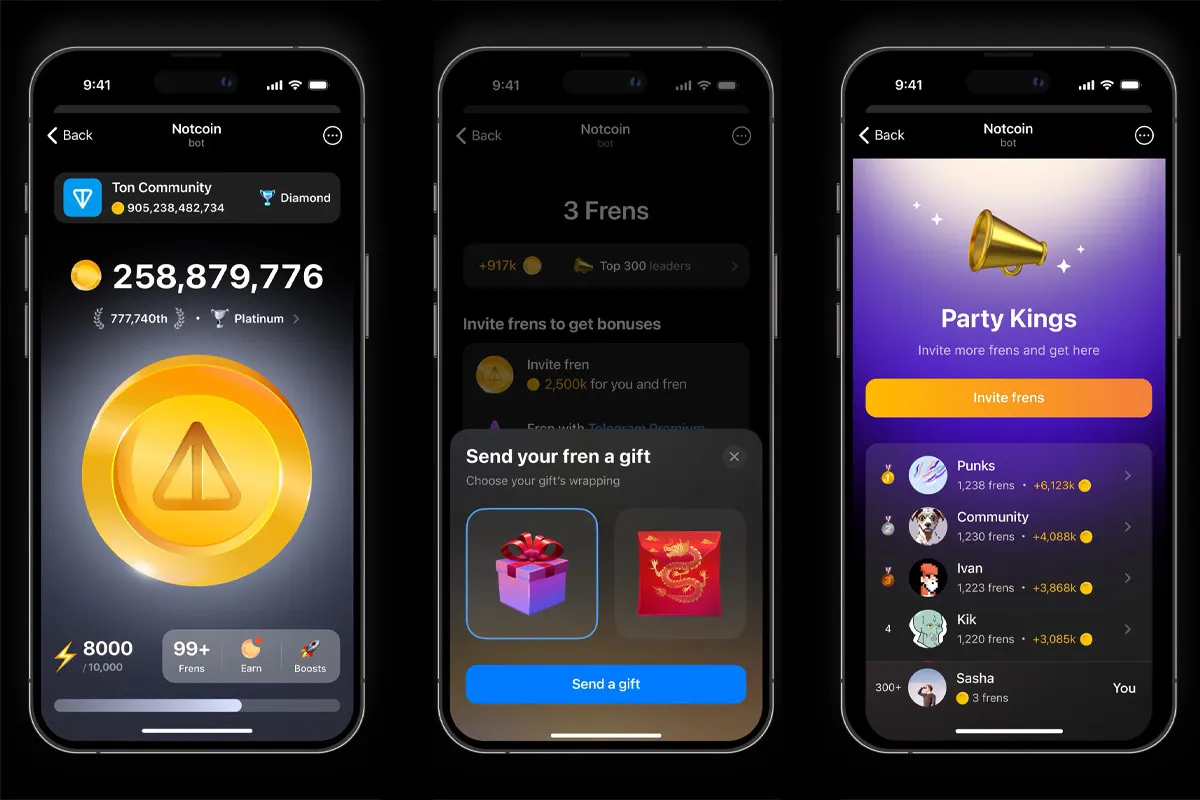 9:41
Back
Notcoin
bot
Ton Community
905,238,482,734
Diamond
258,879,776
777,740th • Platinum
8000
/ 10,000
99+
Frens
Earn
Boosts
9:41
Back
Notcoin
bot
3 Frens
+917k
Top 300 leaders
Invite frens to get bonuses
Invite fren
2,500k for you and fren
Fren with Telegram Premium
Send your fren a gift
Choose your gift's wrapping
Send a gift
9:41
Back
Notcoin
bot
Party Kings
Invite more frens and get here
Invite frens
1
Punks
1,238 frens • +6,123k
2
Community
1,230 frens • +4,088k
3
Ivan
1,223 frens • +3,868k
4
Kik
1,220 frens • +3,085k
300+
Sasha
3 frens
You